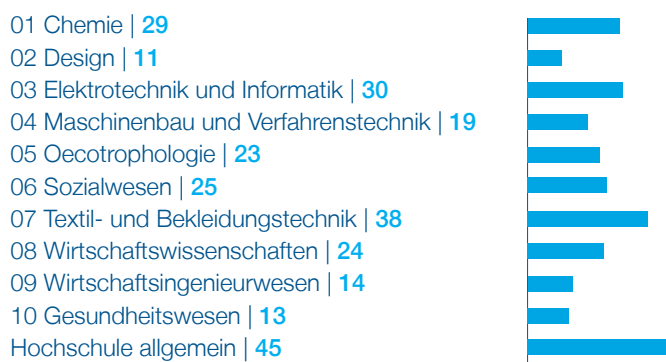 01 Chemie | 29
02 Design | 11
03 Elektrotechnik und Informatik | 30
04 Maschinenbau und Verfahrenstechnik | 19
05 Oecotrophologie | 23
06 Sozialwesen | 25
07 Textil- und Bekleidungstechnik | 38
08 Wirtschaftswissenschaften | 24
09 Wirtschaftsingenieurwesen | 14
10 Gesundheitswesen | 13
Hochschule allgemein | 45